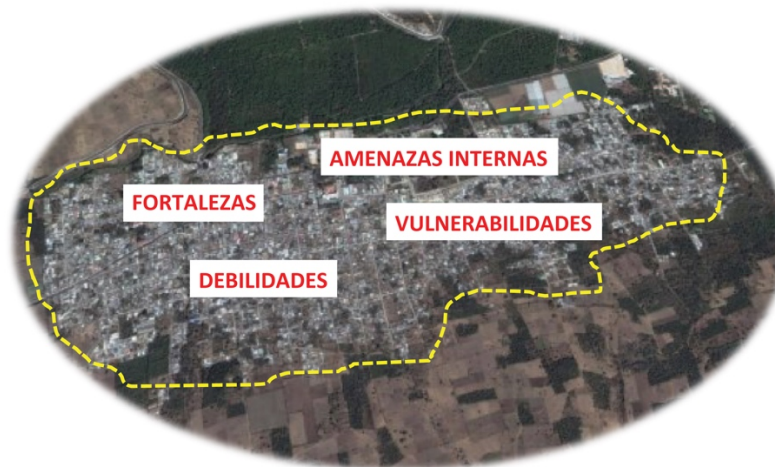 AMENAZAS INTERNAS
FORTALEZAS
VULNERABILIDADES
DEBILIDADES